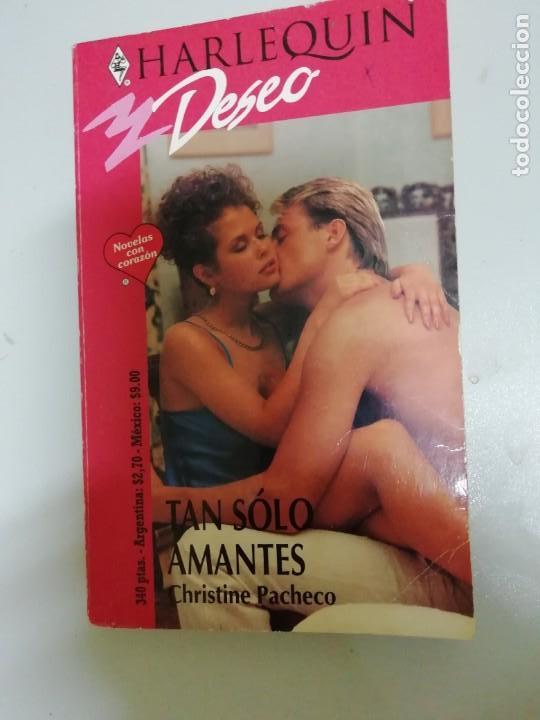 HARLEQUIN
Deseo
Novelas
con
corazón
340 ptas. - Argentina: $2,70 - México: $9.00
TAN SÓLO
AMANTES
Christine Pacheco
todocoleccion